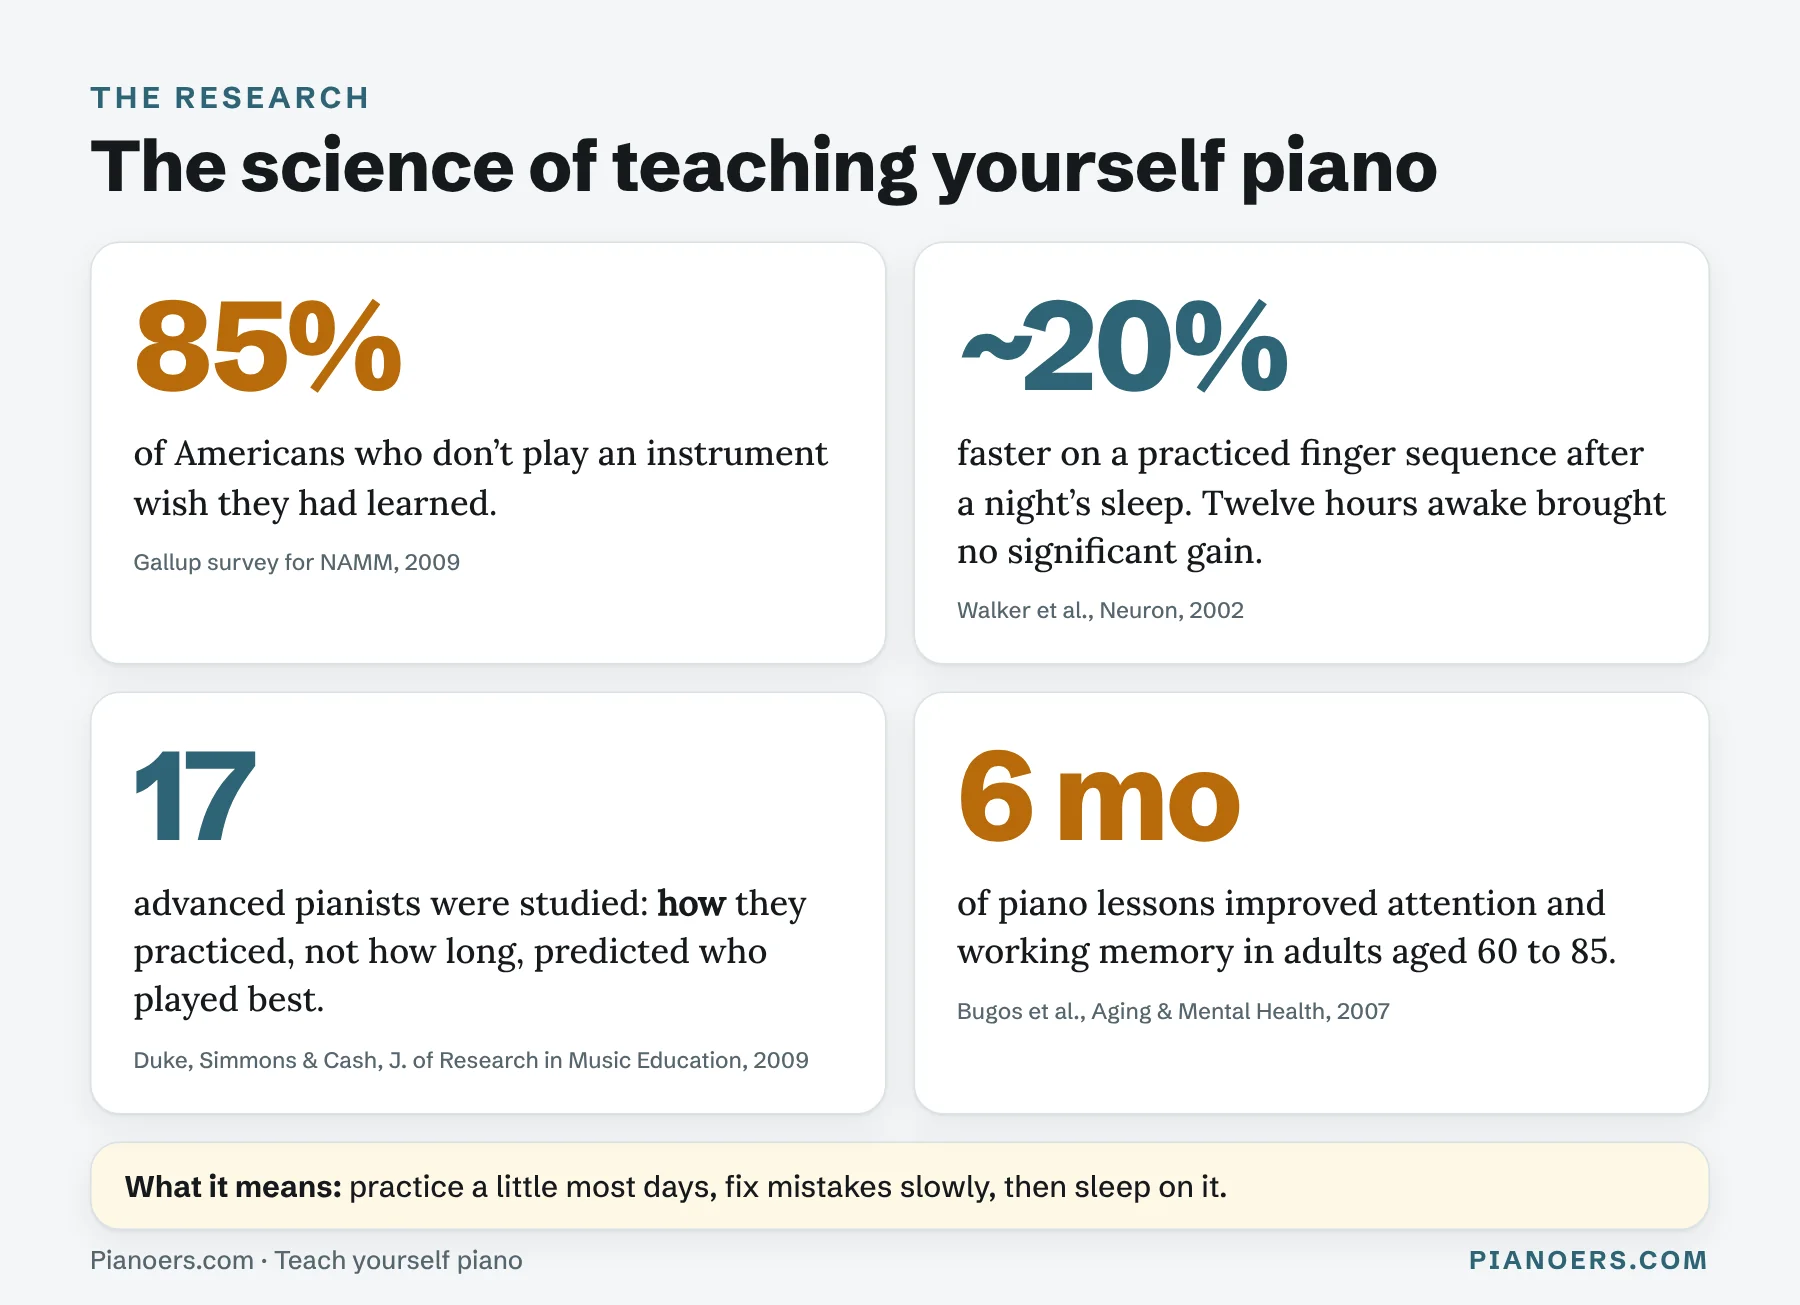 THE RESEARCH
The science of teaching yourself piano
85%
of Americans who don’t play an instrument
wish they had learned.
Gallup survey for NAMM, 2009
~20%
faster on a practiced finger sequence after
a night’s sleep. Twelve hours awake brought
no significant gain.
Walker et al., Neuron, 2002
17
advanced pianists were studied: how they
practiced, not how long, predicted who
played best.
Duke, Simmons & Cash, J. of Research in Music Education, 2009
6 mo
of piano lessons improved attention and
working memory in adults aged 60 to 85.
Bugos et al., Aging & Mental Health, 2007
What it means: practice a little most days, fix mistakes slowly, then sleep on it.
Pianoers.com · Teach yourself piano
PIANOERS.COM